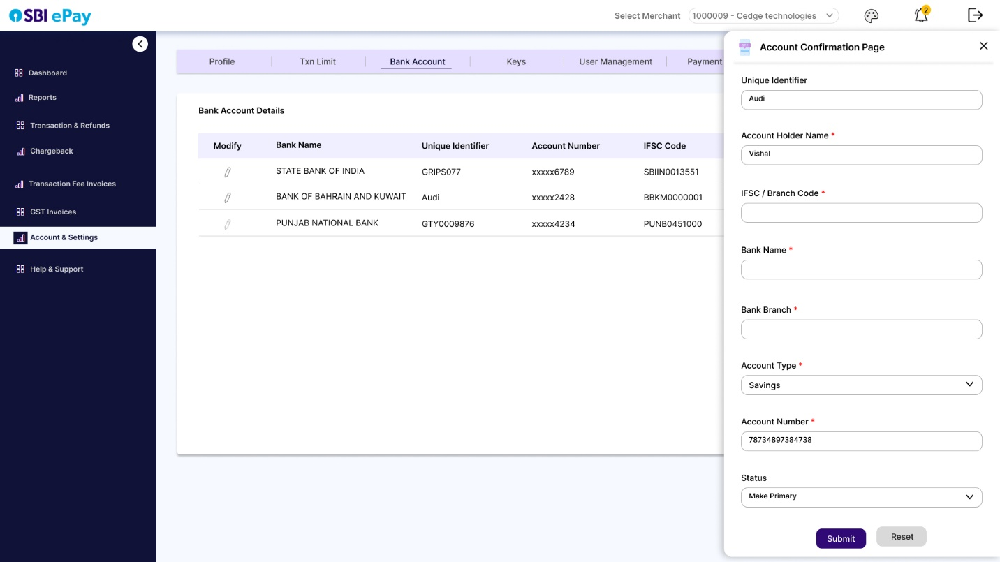 SBI ePay
Select Merchant 1000009 - Cedge technologies
2
Dashboard
Reports
Transaction & Refunds
Chargeback
Transaction Fee Invoices
GST Invoices
Account & Settings
Help & Support
Profile Txn Limit Bank Account Keys User Management Payment
Bank Account Details
Modify Bank Name Unique Identifier Account Number IFSC Code
STATE BANK OF INDIA GRIPS077 xxxxx6789 SBIIN0013551
BANK OF BAHRAIN AND KUWAIT Audi xxxxx2428 BBKM0000001
PUNJAB NATIONAL BANK GTY0009876 xxxxx4234 PUNB0451000
Account Confirmation Page
Unique Identifier
Audi
Account Holder Name *
Vishal
IFSC / Branch Code *
Bank Name *
Bank Branch *
Account Type *
Savings
Account Number *
78734897384738
Status
Make Primary
Submit Reset